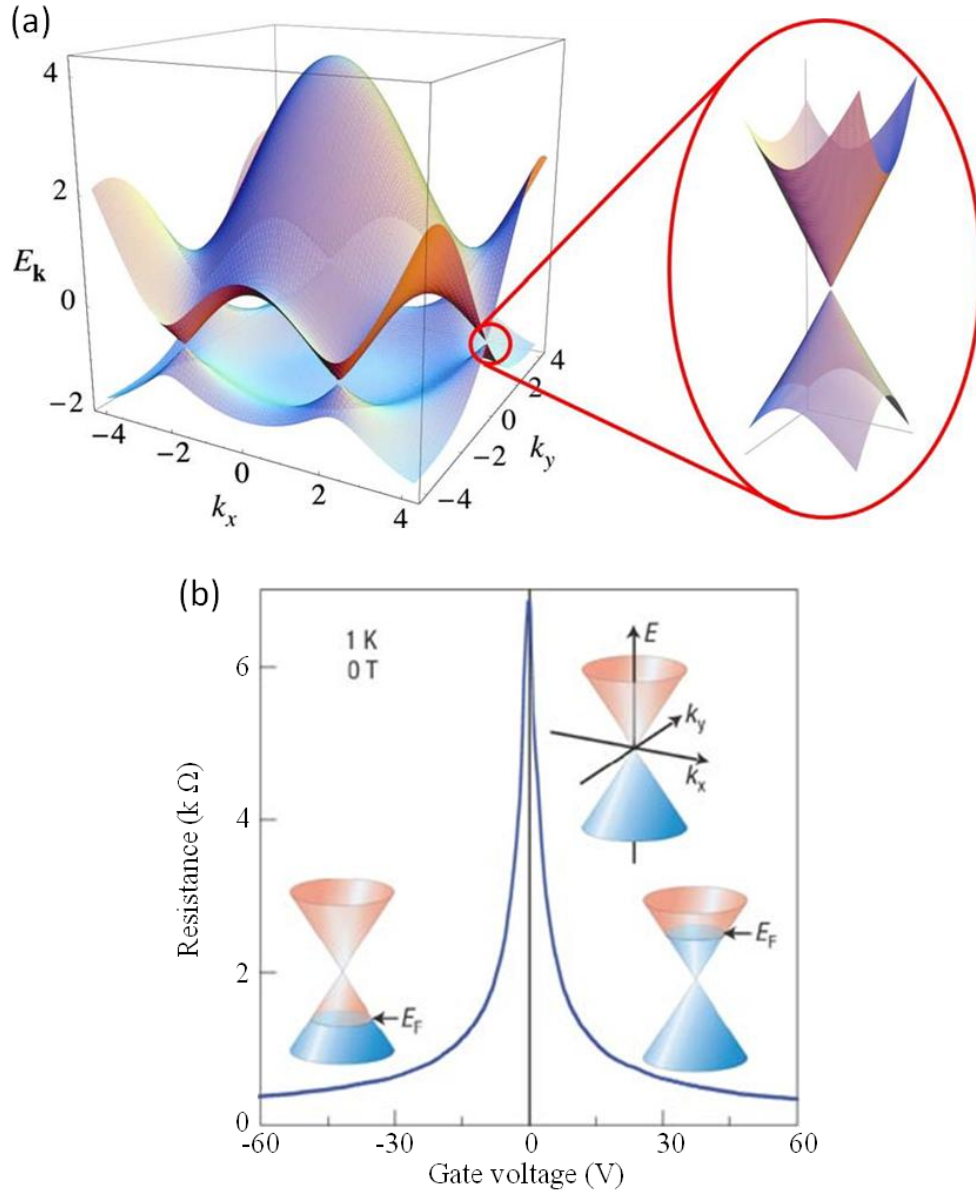 (a)
4
2
E_k
0
−2
−4
−2
0
2
4
k_x
−4
−2
0
2
4
k_y
(b)
1 K
0 T
E
k_y
k_x
E_F
E_F
6
4
2
0
Resistance (k Ω)
-60
-30
0
30
60
Gate voltage (V)